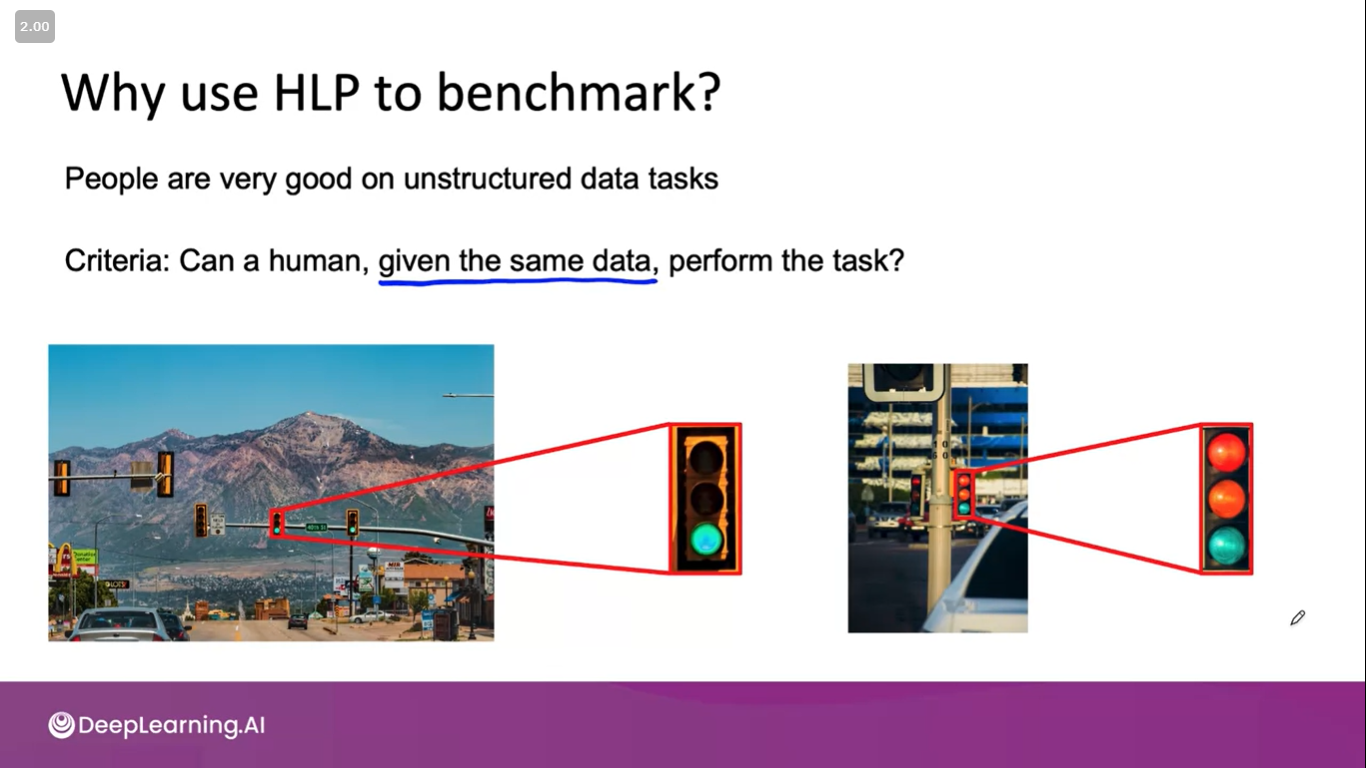 2.00
Why use HLP to benchmark?
People are very good on unstructured data tasks
Criteria: Can a human, given the same data, perform the task?
DeepLearning.AI